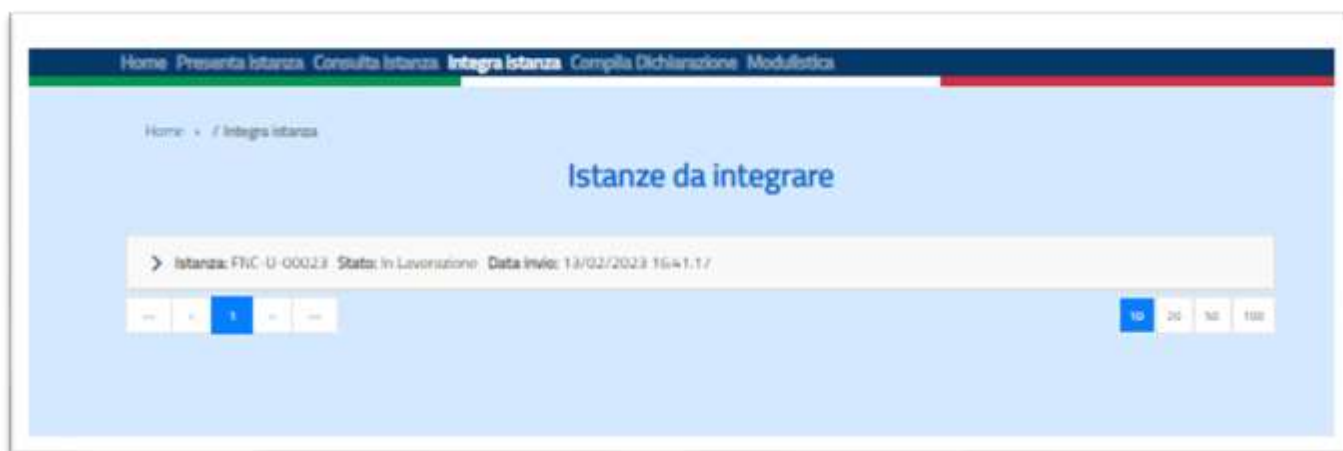 Home Presenta Istanza Consulta Istanza Integra Istanza Compila Dichiarazione Modulistica
Home / Integra istanza
Istanze da integrare
Istanza: FNC-U-00023 Stato: In Lavorazione Data invio: 13/02/2023 16:41:17
1
10 20 50 100